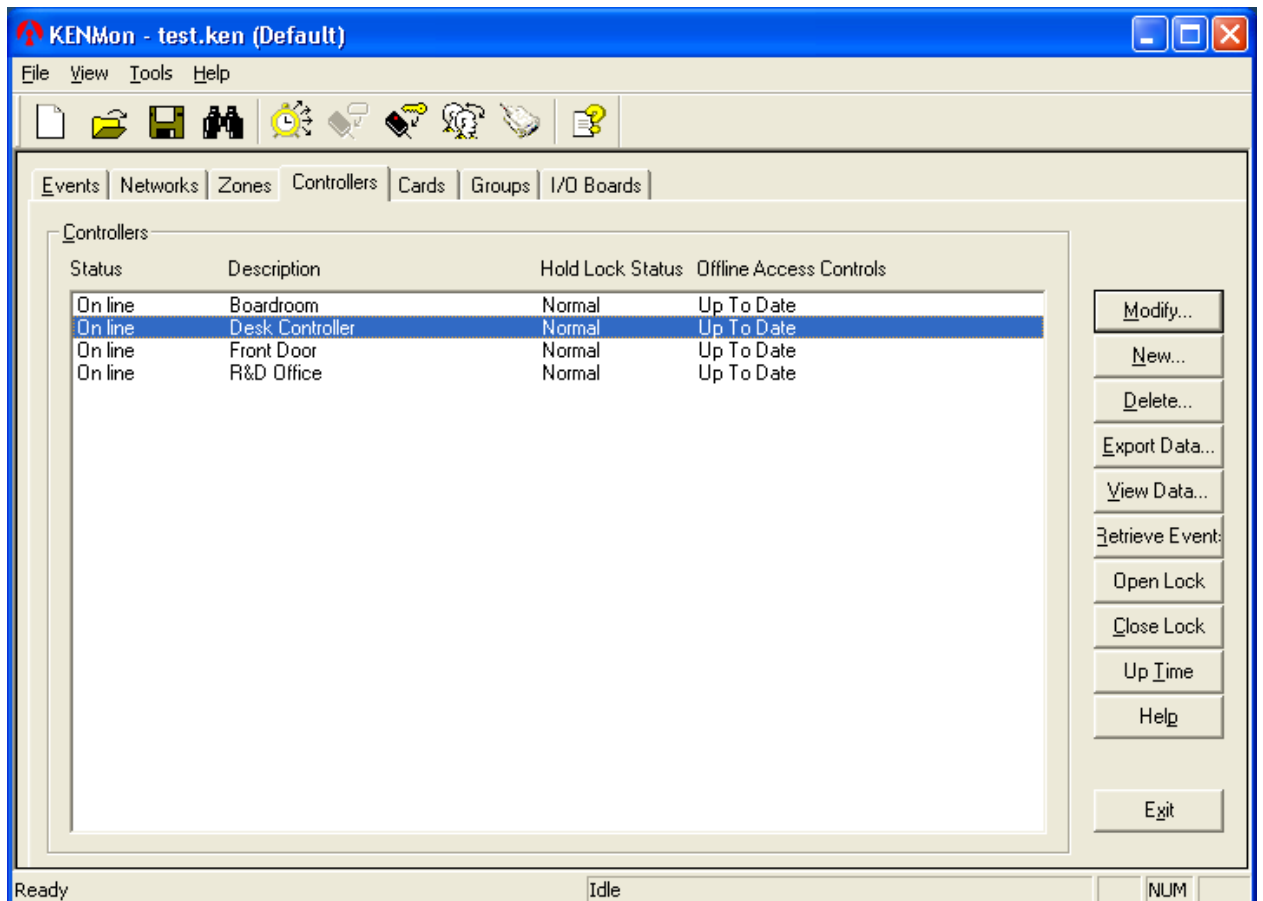 KENMon - test.ken (Default)
File View Tools Help
Events Networks Zones Controllers Cards Groups I/O Boards
Controllers
Status Description Hold Lock Status Offline Access Controls
On line Boardroom Normal Up To Date
On line Desk Controller Normal Up To Date
On line Front Door Normal Up To Date
On line R&D Office Normal Up To Date
Modify...
New...
Delete...
Export Data...
View Data...
Retrieve Events
Open Lock
Close Lock
Up Time
Help
Exit
Ready Idle NUM